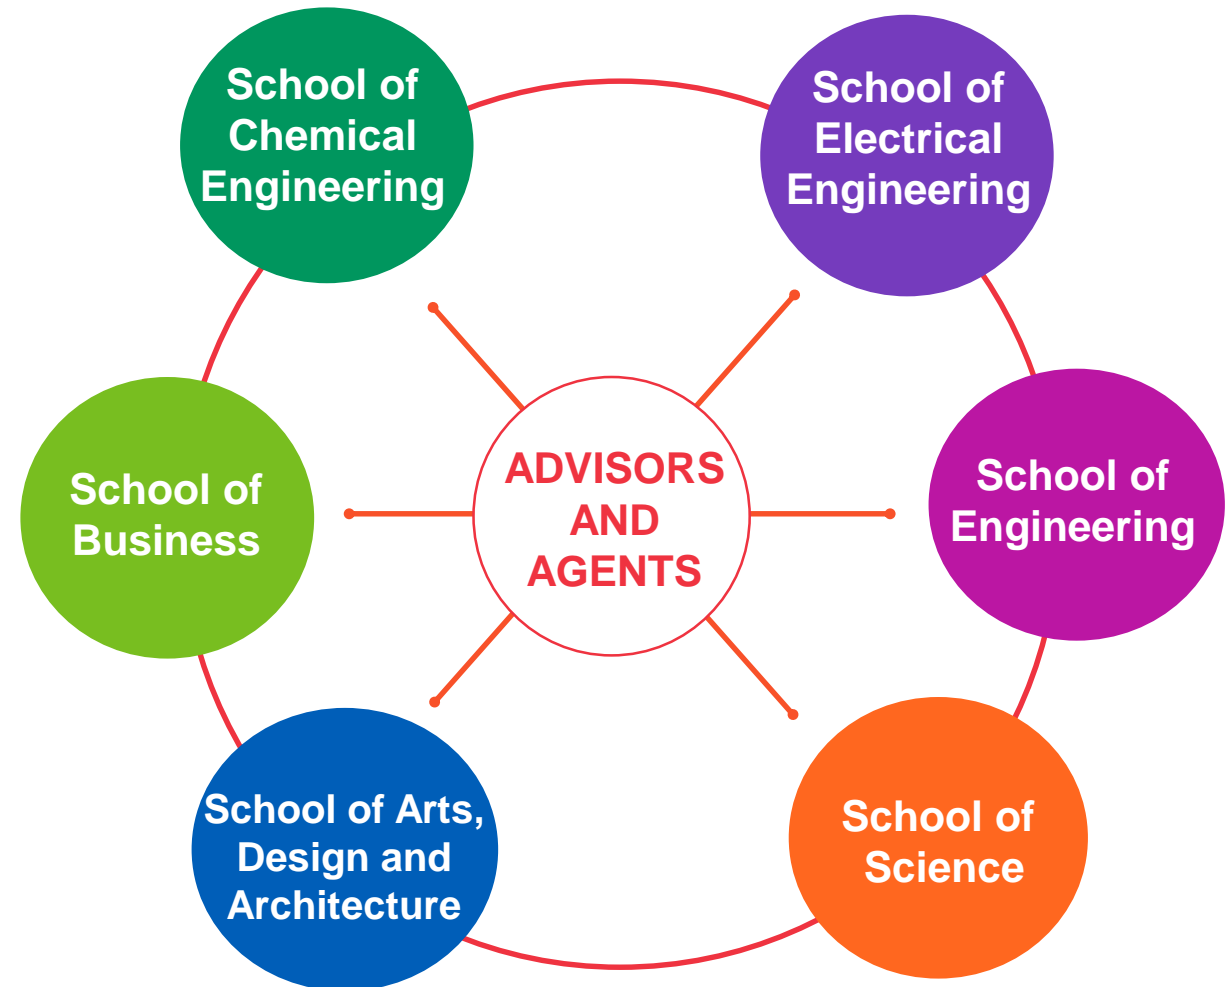 School of
Chemical
Engineering
School of
Electrical
Engineering
School of
Business
ADVISORS
AND
AGENTS
School of
Engineering
School of Arts,
Design and
Architecture
School of
Science